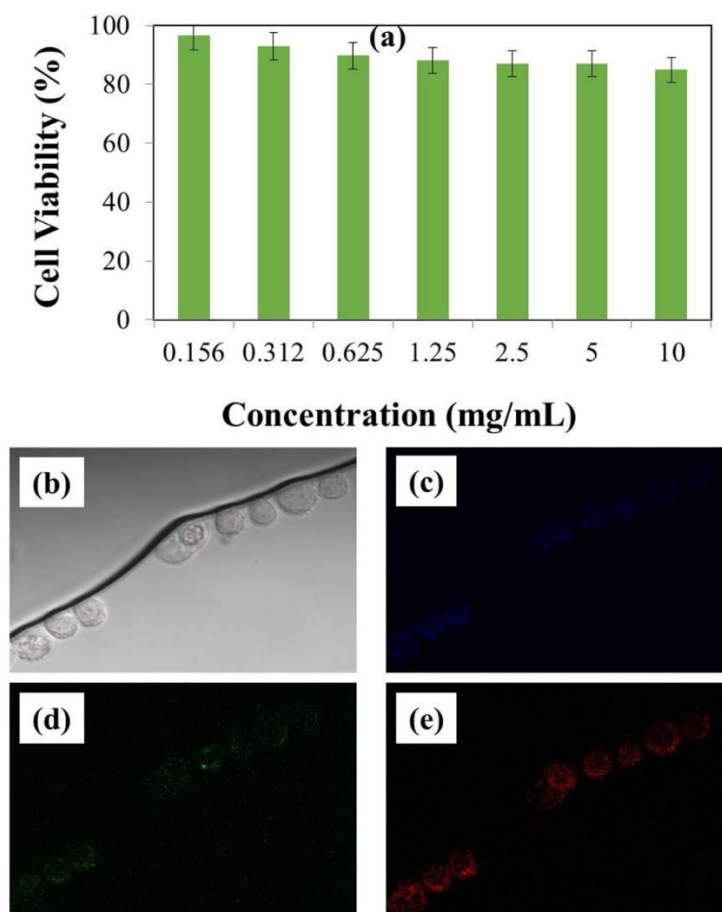 100
(a)
80
60
40
20
0
Cell Viability (%)
0.156 0.312 0.625 1.25 2.5 5 10
Concentration (mg/mL)
(b)
(c)
(d)
(e)